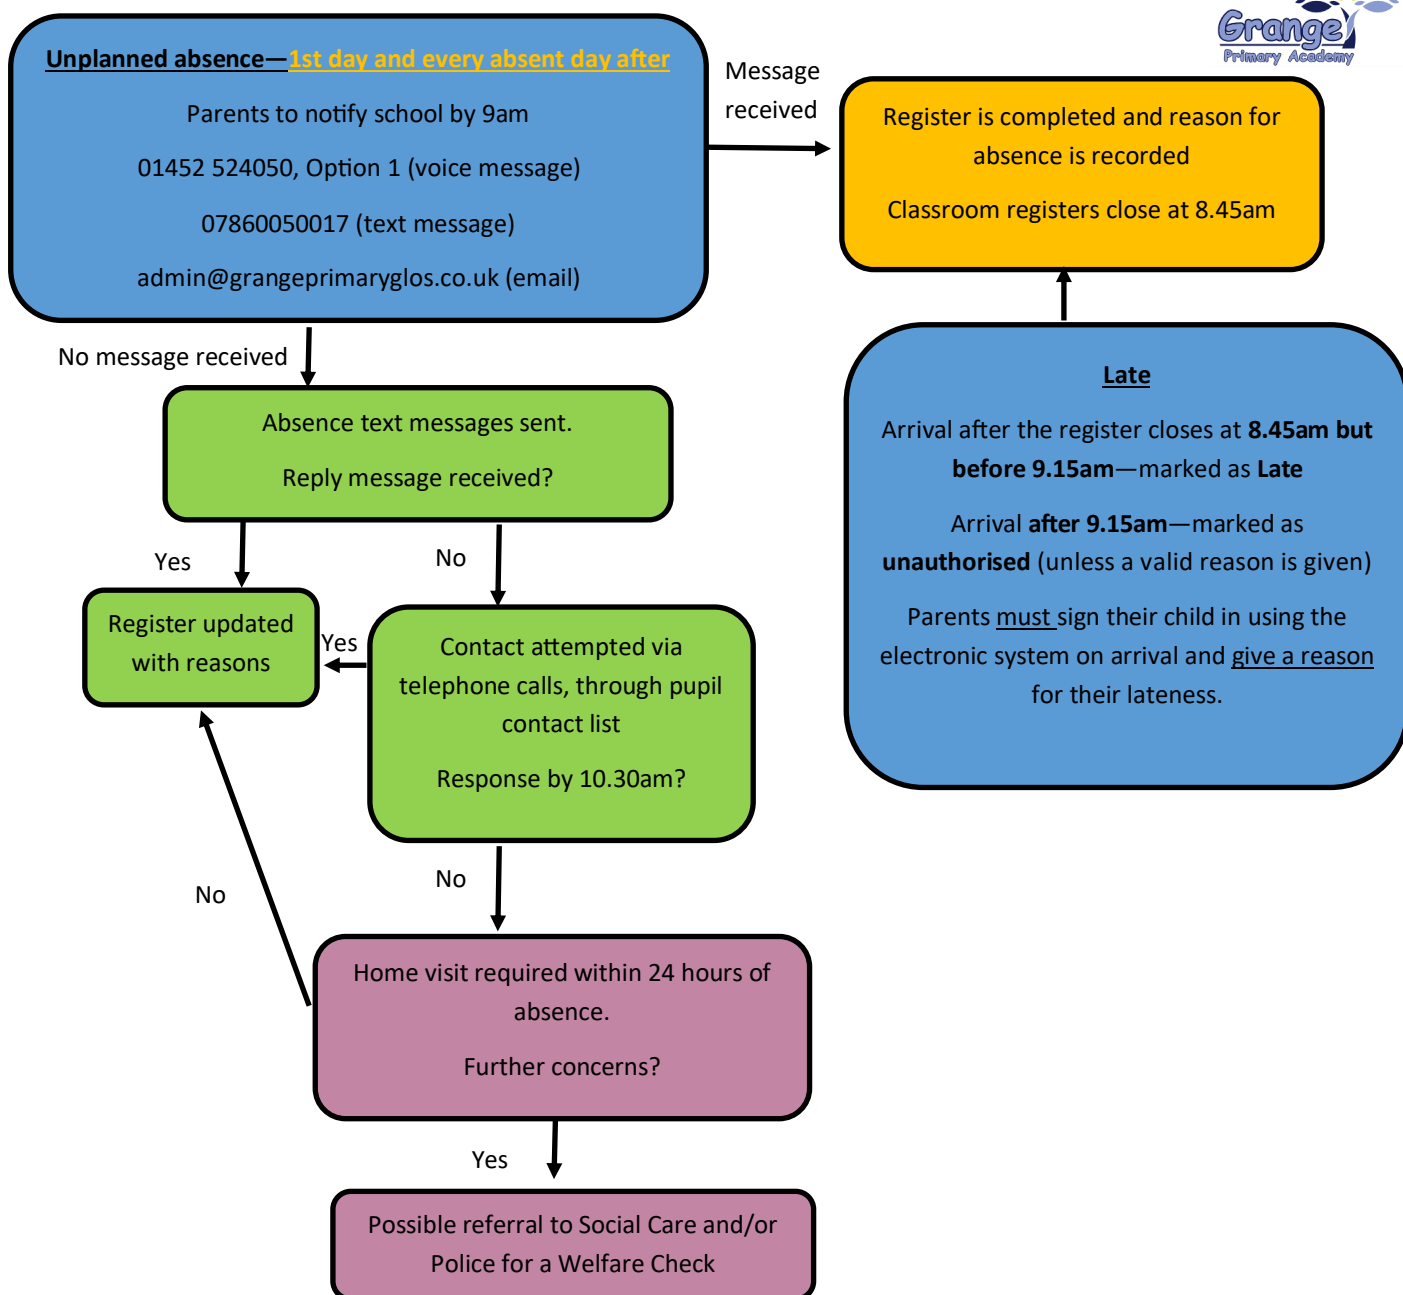 Grange
Primary Academy
Unplanned absence—1st day and every absent day after
Parents to notify school by 9am
01452 524050, Option 1 (voice message)
07860050017 (text message)
admin@grangeprimaryglos.co.uk (email)
Message
received
Register is completed and reason for
absence is recorded
Classroom registers close at 8.45am
No message received
Absence text messages sent.
Reply message received?
Yes
No
Register updated
with reasons
Yes
Contact attempted via
telephone calls, through pupil
contact list
Response by 10.30am?
Late
Arrival after the register closes at 8.45am but
before 9.15am—marked as Late
Arrival after 9.15am—marked as
unauthorised (unless a valid reason is given)
Parents must sign their child in using the
electronic system on arrival and give a reason
for their lateness.
No
No
Home visit required within 24 hours of
absence.
Further concerns?
Yes
Possible referral to Social Care and/or
Police for a Welfare Check